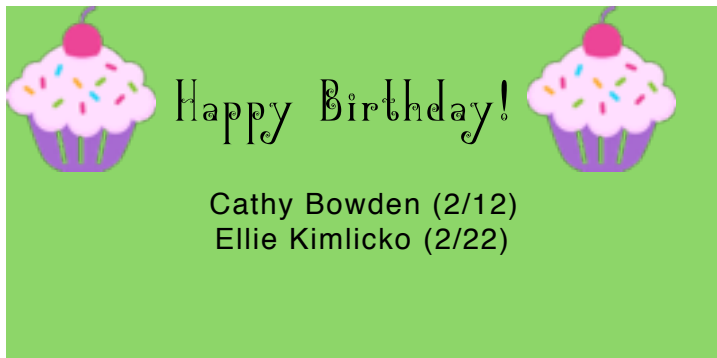 Happy Birthday!
Cathy Bowden (2/12)
Ellie Kimlicko (2/22)